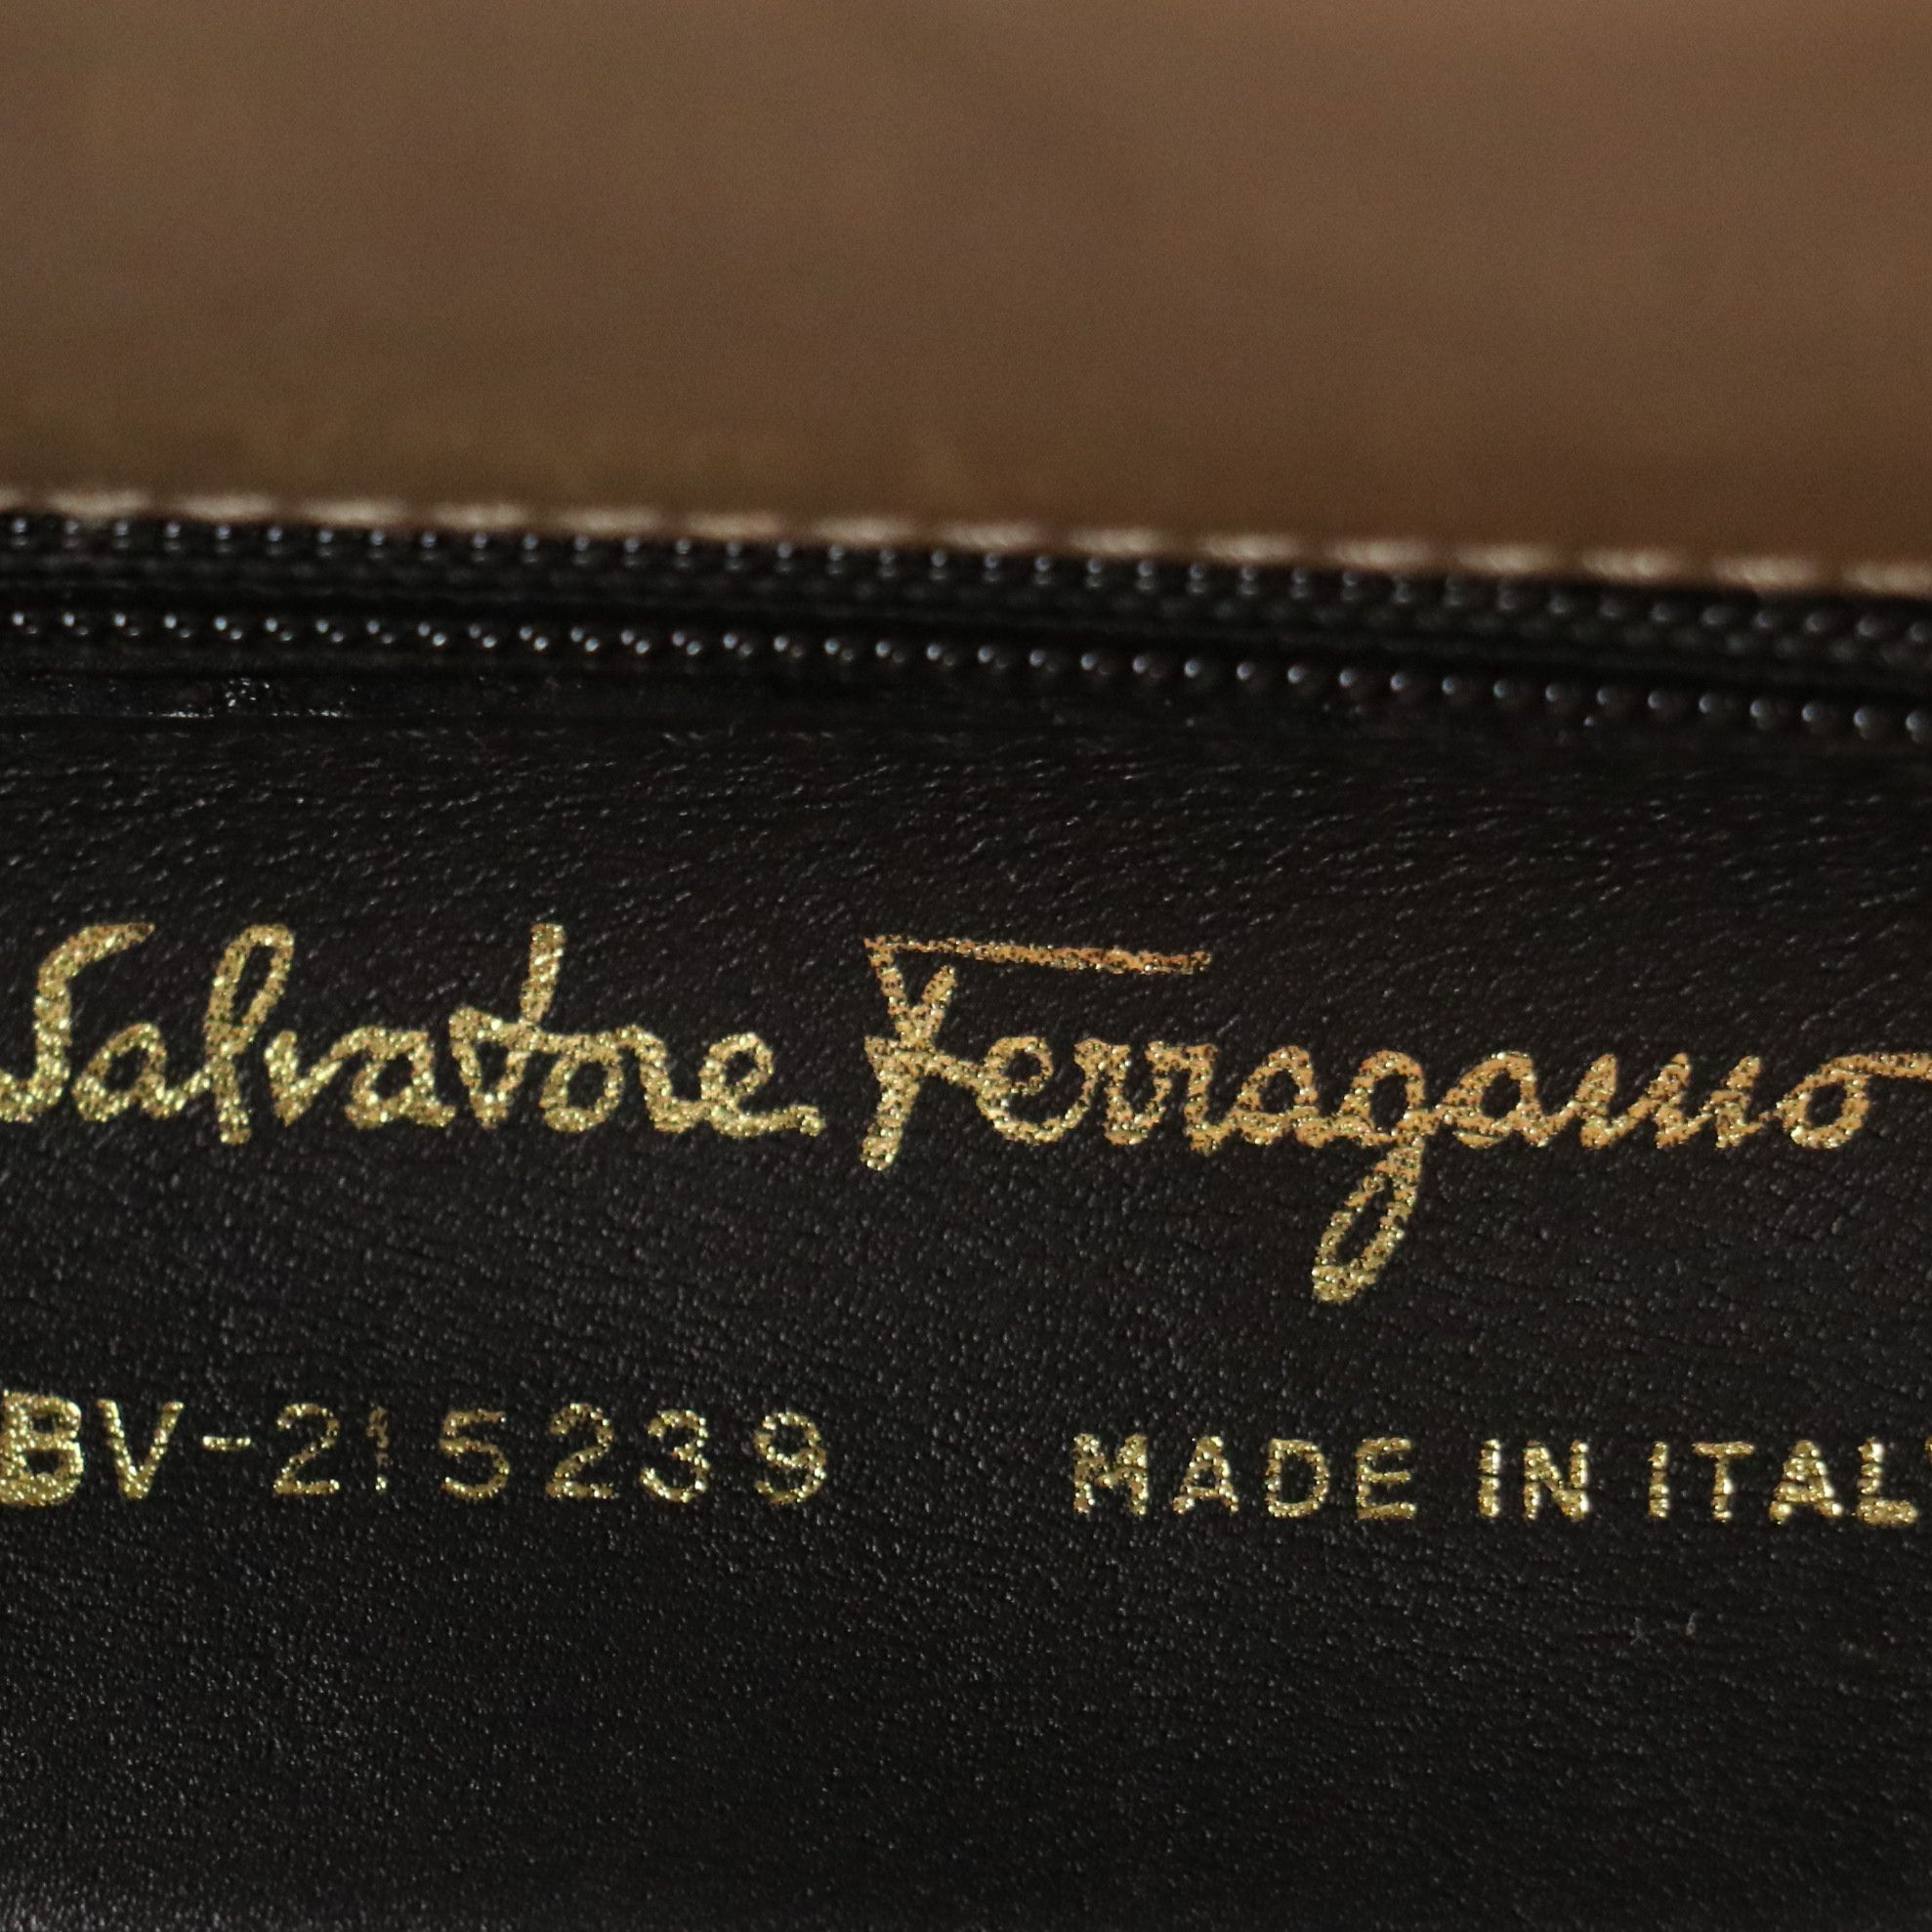 Salvatore Ferragamo
BV-215239 MADE IN ITAL